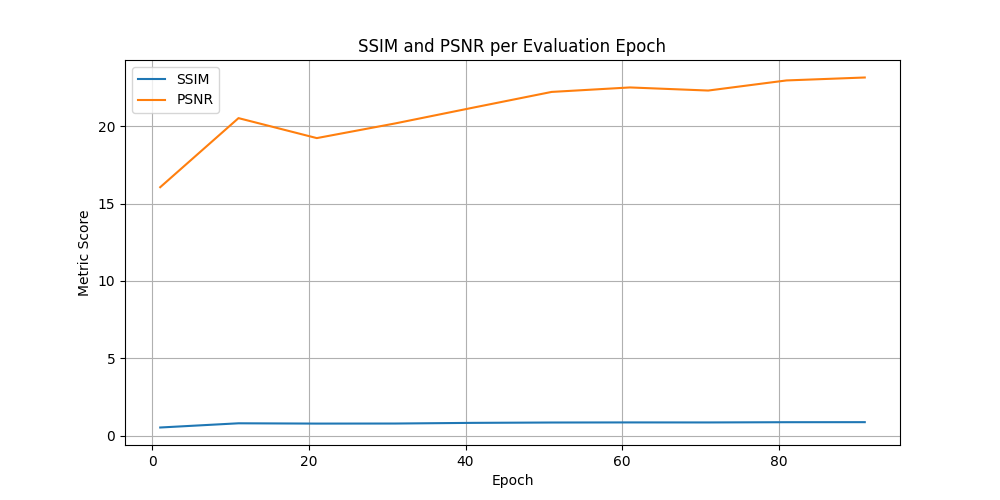 SSIM and PSNR per Evaluation Epoch
SSIM
PSNR
Metric Score
20
15
10
5
0
0 20 40 60 80
Epoch